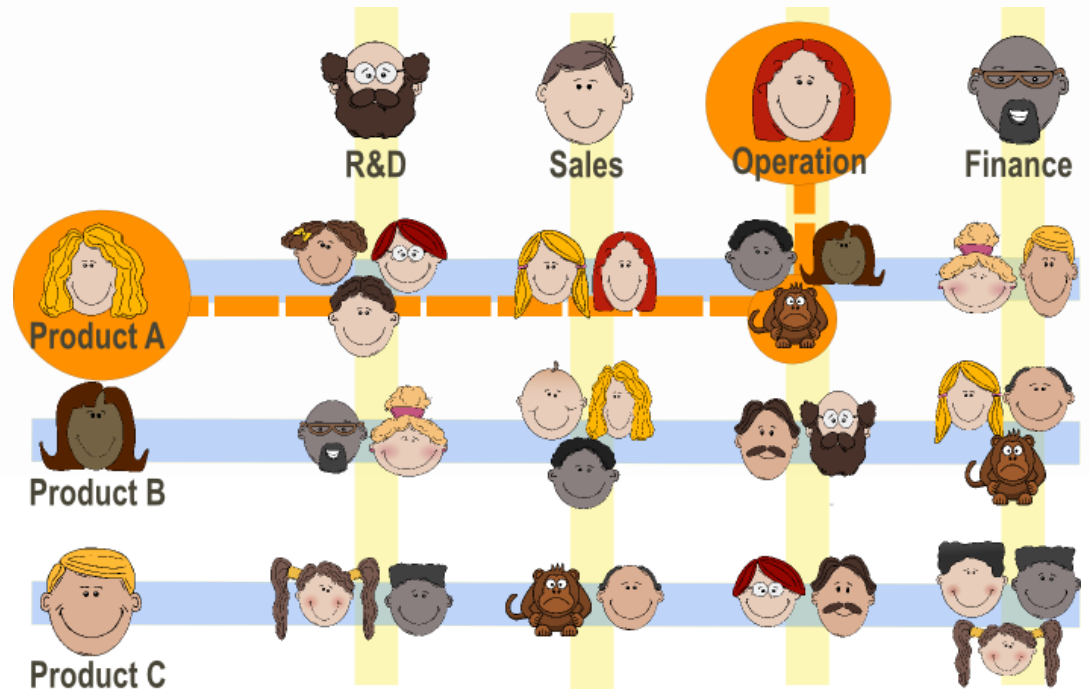 R&D
Sales
Operation
Finance
Product A
Product B
Product C